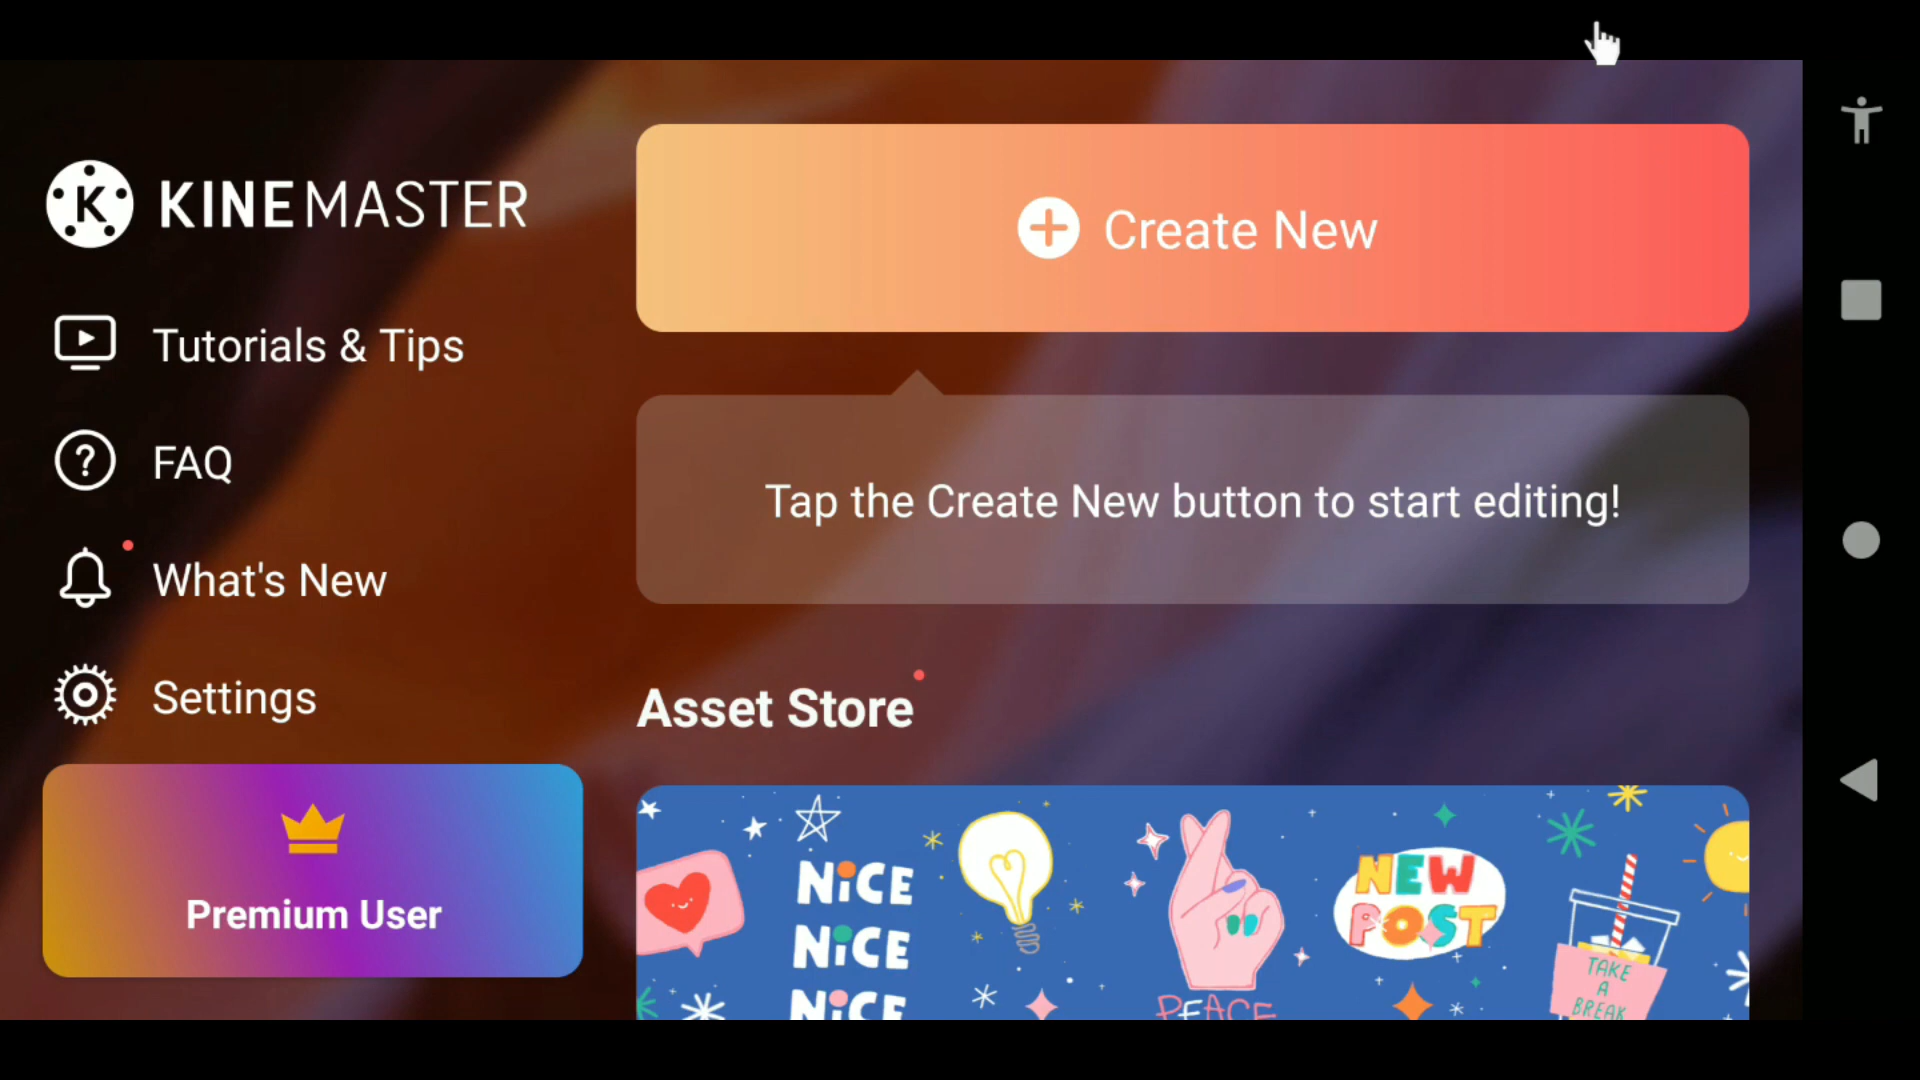 K KINEMASTER
Tutorials & Tips
? FAQ
What's New
Settings
Premium User
Create New
Tap the Create New button to start editing!
Asset Store
NiCE
NiCE
NiCE
PEACE
NEW
POST
TAKE
A
BREAK